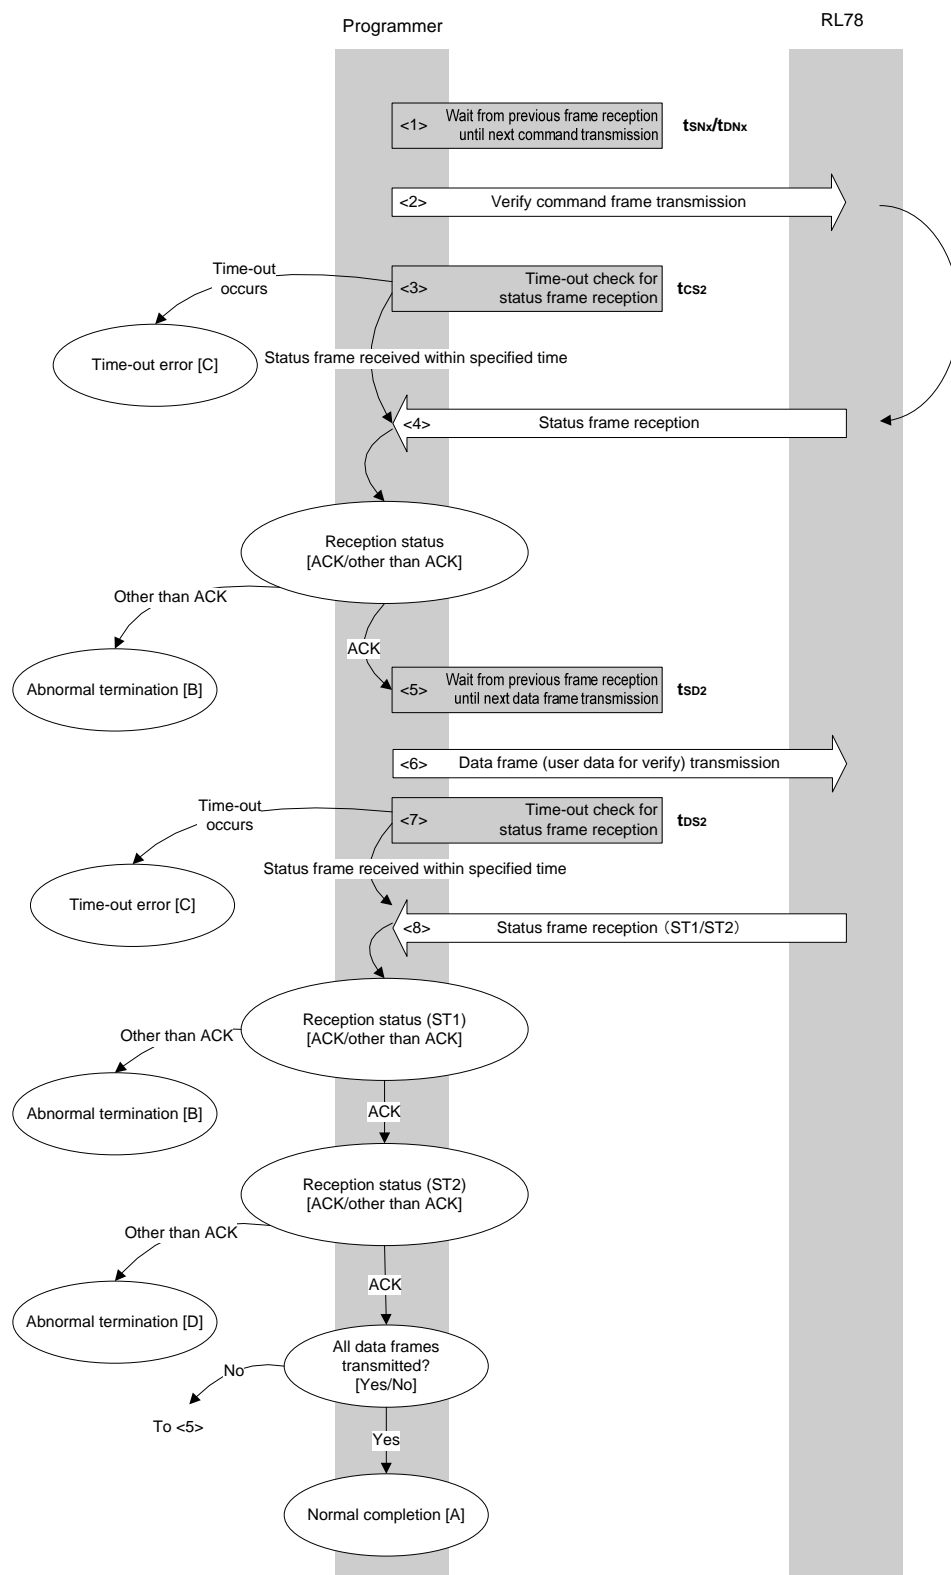 Programmer
RL78
<1>
Wait from previous frame reception
until next command transmission
tSNx/tDNx
<2>
Verify command frame transmission
Time-out
occurs
<3>
Time-out check for
status frame reception
tCS2
Time-out error [C]
Status frame received within specified time
<4>
Status frame reception
Reception status
[ACK/other than ACK]
Other than ACK
ACK
Abnormal termination [B]
<5>
Wait from previous frame reception
until next data frame transmission
tSD2
<6>
Data frame (user data for verify) transmission
Time-out
occurs
<7>
Time-out check for
status frame reception
tDS2
Status frame received within specified time
Time-out error [C]
<8>
Status frame reception（ST1/ST2）
Reception status (ST1)
[ACK/other than ACK]
Other than ACK
Abnormal termination [B]
ACK
Reception status (ST2)
[ACK/other than ACK]
Other than ACK
ACK
Abnormal termination [D]
All data frames
transmitted?
[Yes/No]
No
To <5>
Yes
Normal completion [A]